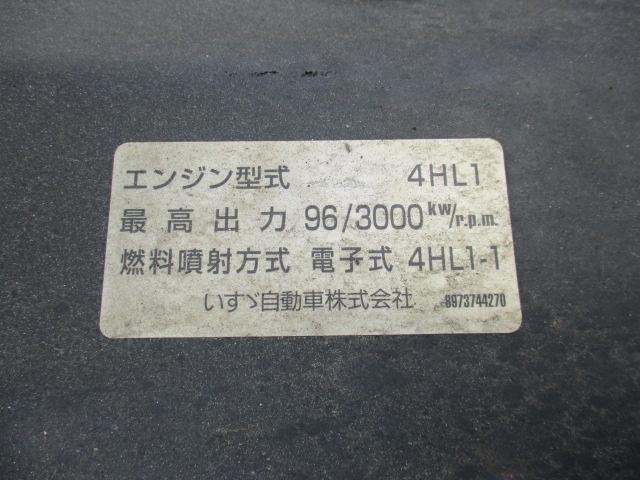 エンジン型式 4HL1
最高出力 96/3000 kW/r.p.m.
燃料噴射方式 電子式 4HL1-1
いすゞ自動車株式会社 8973744270